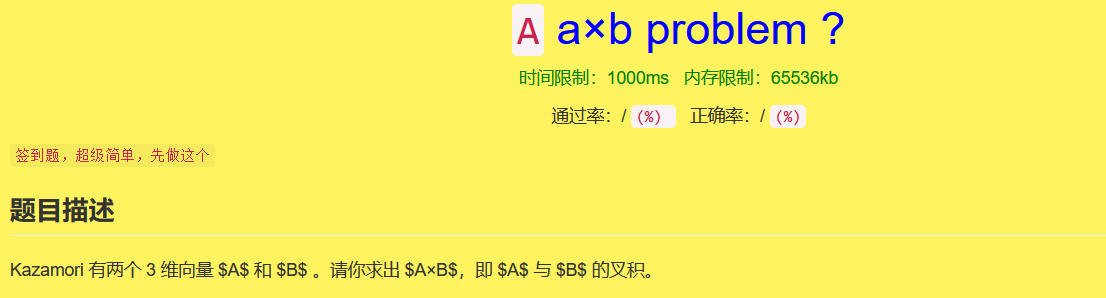 A a×b problem ?
时间限制：1000ms 内存限制：65536kb
通过率：/ (%) 正确率：/ (%)
签到题，超级简单，先做这个
题目描述
Kazamori 有两个 3 维向量 $A$ 和 $B$ 。请你求出 $A×B$，即 $A$ 与 $B$ 的叉积。